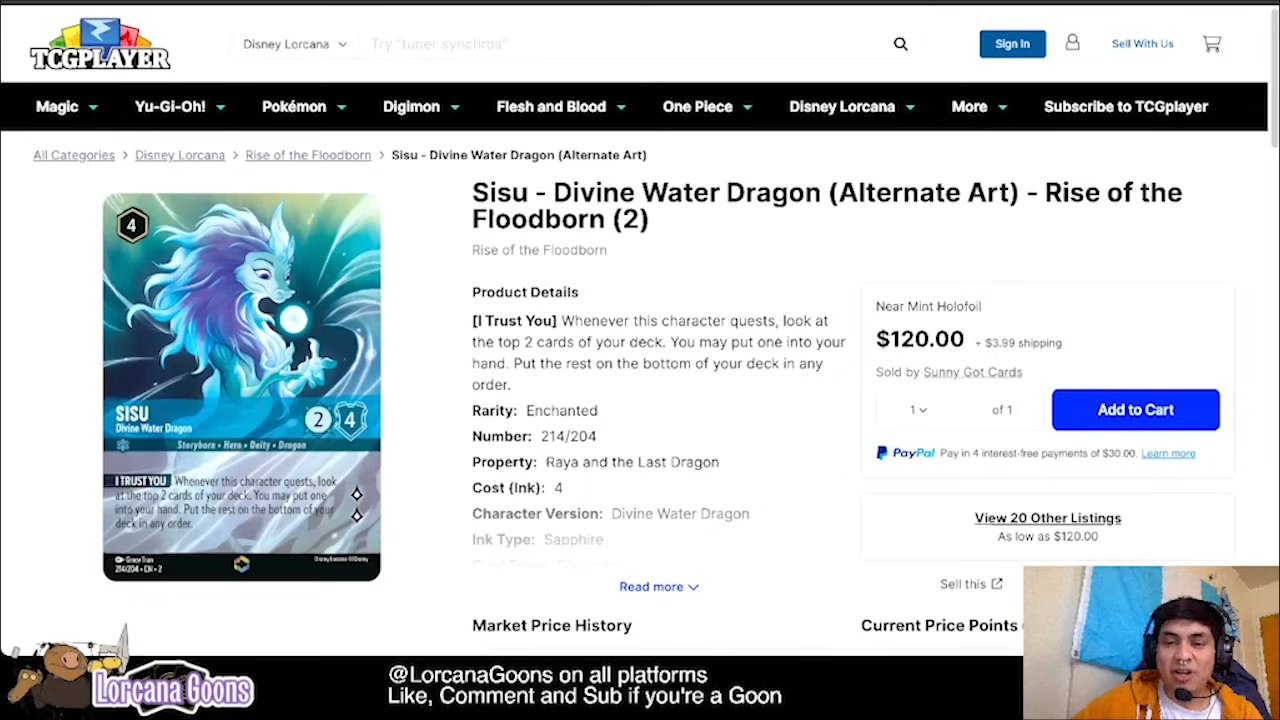 TCGPLAYER
Disney Lorcana
Try "tuner synchros"
Sign In
Sell With Us
Magic
Yu-Gi-Oh!
Pokémon
Digimon
Flesh and Blood
One Piece
Disney Lorcana
More
Subscribe to TCGplayer
All Categories > Disney Lorcana > Rise of the Floodborn > Sisu - Divine Water Dragon (Alternate Art)
4
SISU
Divine Water Dragon
2
4
Storyborn • Hero • Deity • Dragon
I TRUST YOU Whenever this character quests, look
at the top 2 cards of your deck. You may put one
into your hand. Put the rest on the bottom of your
deck in any order.
Grace Tran
214/204 • EN • 2
Sisu - Divine Water Dragon (Alternate Art) - Rise of the
Floodborn (2)
Rise of the Floodborn
Product Details
[I Trust You] Whenever this character quests, look at
the top 2 cards of your deck. You may put one into your
hand. Put the rest on the bottom of your deck in any
order.
Rarity: Enchanted
Number: 214/204
Property: Raya and the Last Dragon
Cost (Ink): 4
Character Version: Divine Water Dragon
Ink Type: Sapphire
Read more
Market Price History
Near Mint Holofoil
$120.00 + $3.99 shipping
Sold by Sunny Got Cards
1 of 1
Add to Cart
PayPal Pay in 4 interest-free payments of $30.00. Learn more
View 20 Other Listings
As low as $120.00
Sell this
Current Price Points
Lorcana Goons
@LorcanaGoons on all platforms
Like, Comment and Sub if you're a Goon